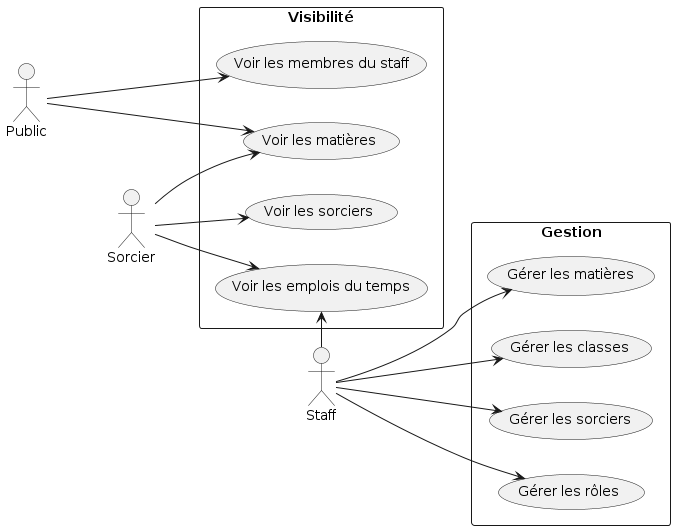 Visibilité
Voir les membres du staff
Public
Voir les matières
Sorcier
Voir les sorciers
Voir les emplois du temps
Staff
Gestion
Gérer les matières
Gérer les classes
Gérer les sorciers
Gérer les rôles